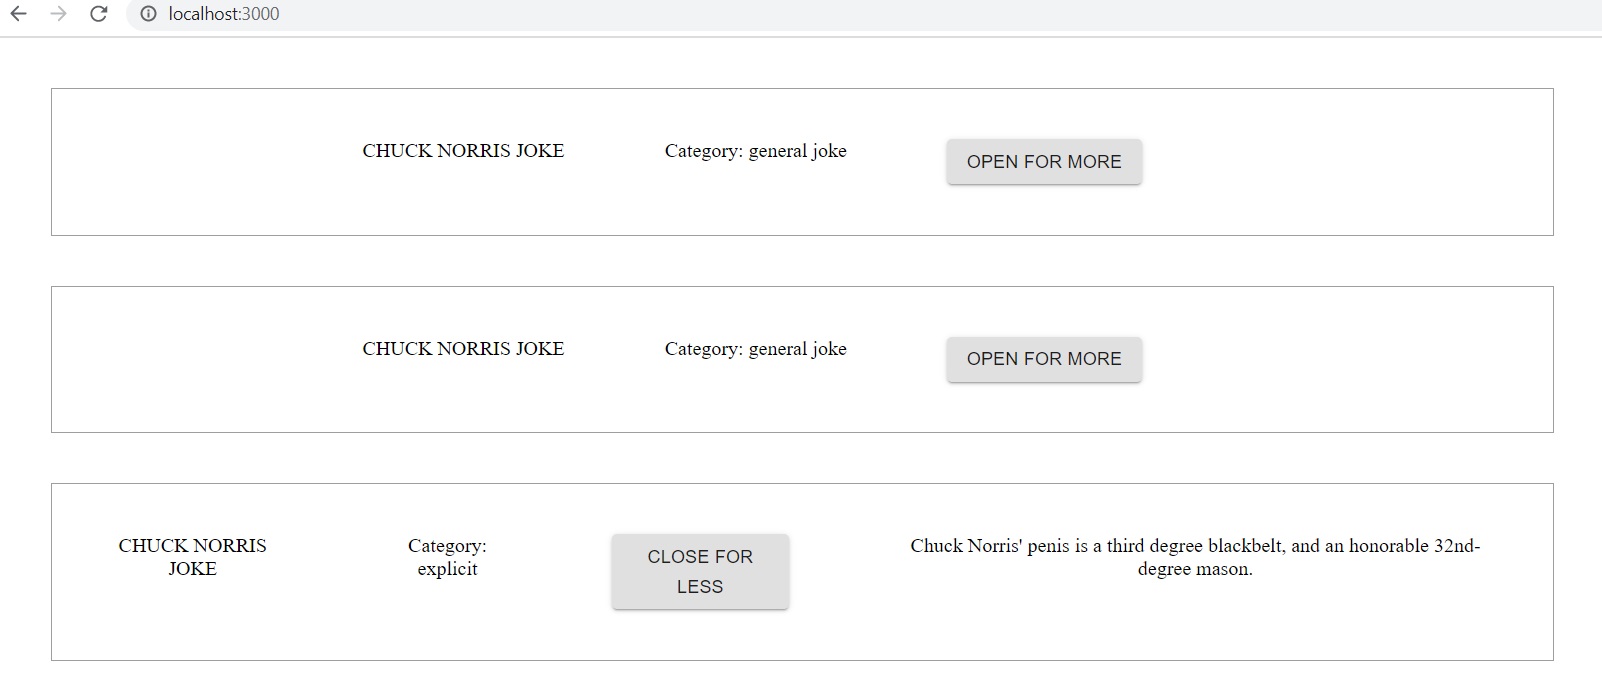 localhost:3000
CHUCK NORRIS JOKE
Category: general joke
OPEN FOR MORE
CHUCK NORRIS JOKE
Category: general joke
OPEN FOR MORE
CHUCK NORRIS
JOKE
Category:
explicit
CLOSE FOR
LESS
Chuck Norris' penis is a third degree blackbelt, and an honorable 32nd-
degree mason.